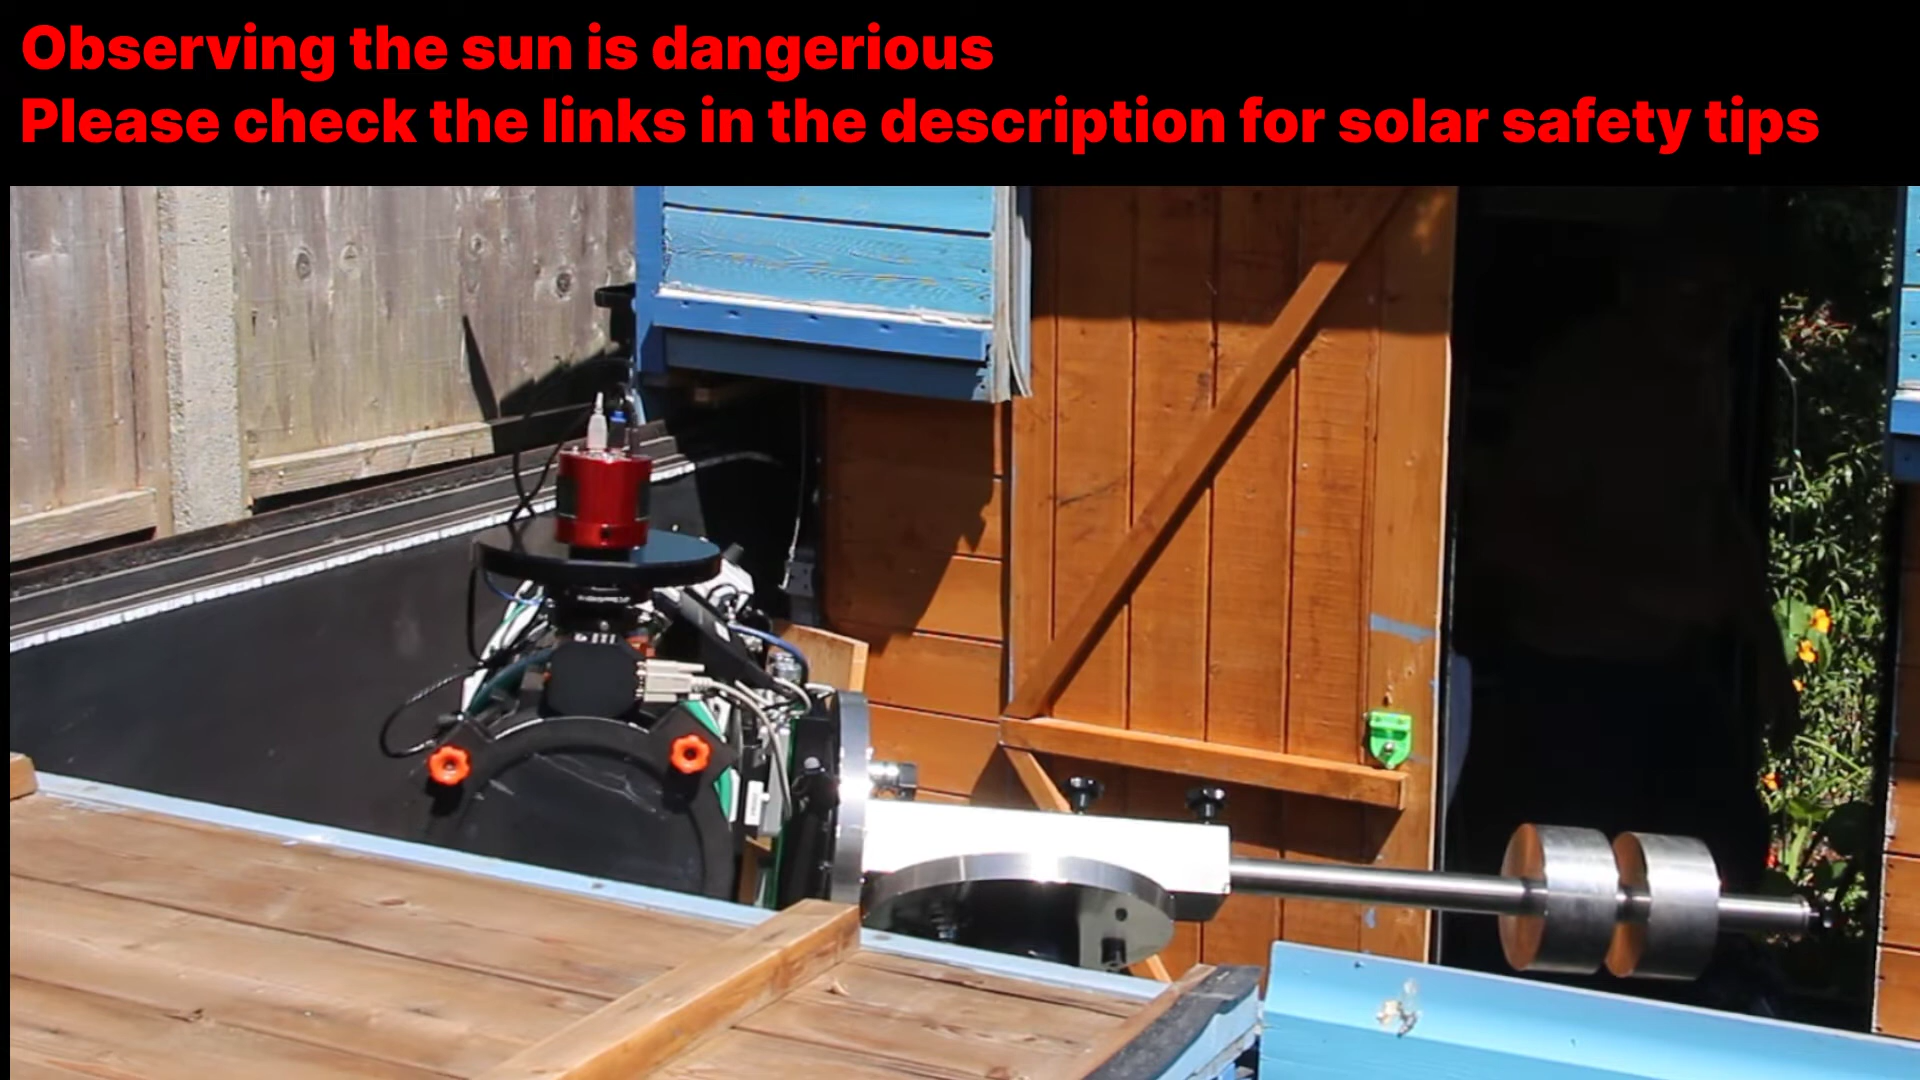 Observing the sun is dangerious
Please check the links in the description for solar safety tips